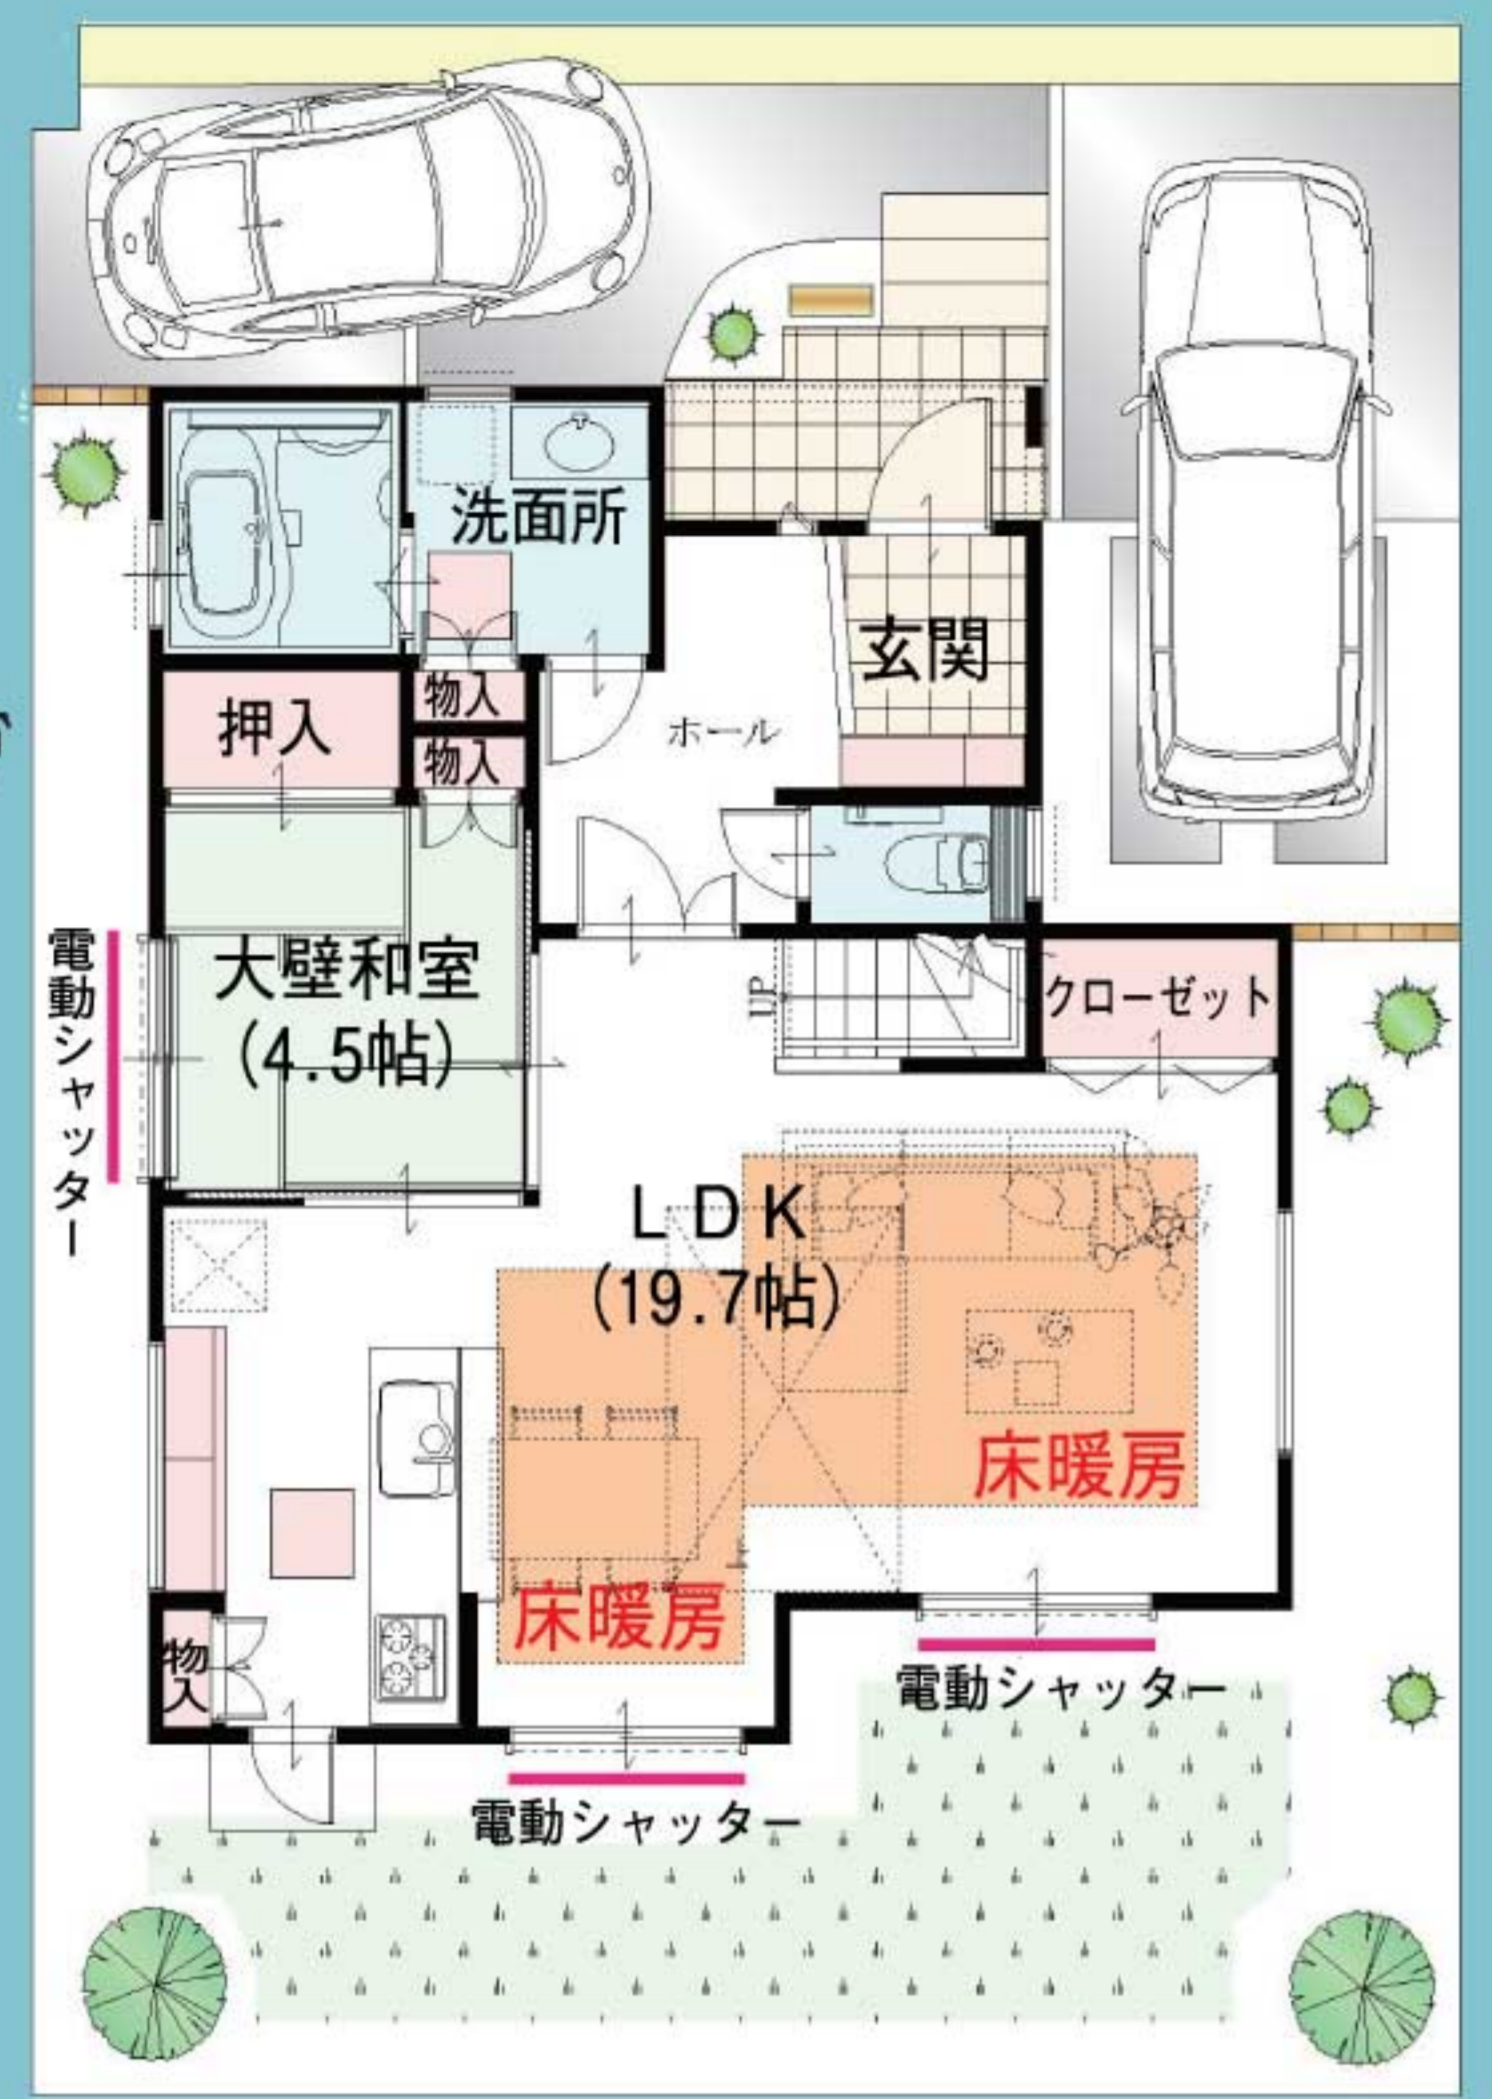 洗面所
玄関
物入
押入
ホール
物入
大壁和室
(4.5帖)
電動シャッター
UP
クローゼット
LDK
(19.7帖)
床暖房
床暖房
物入
電動シャッター
電動シャッター